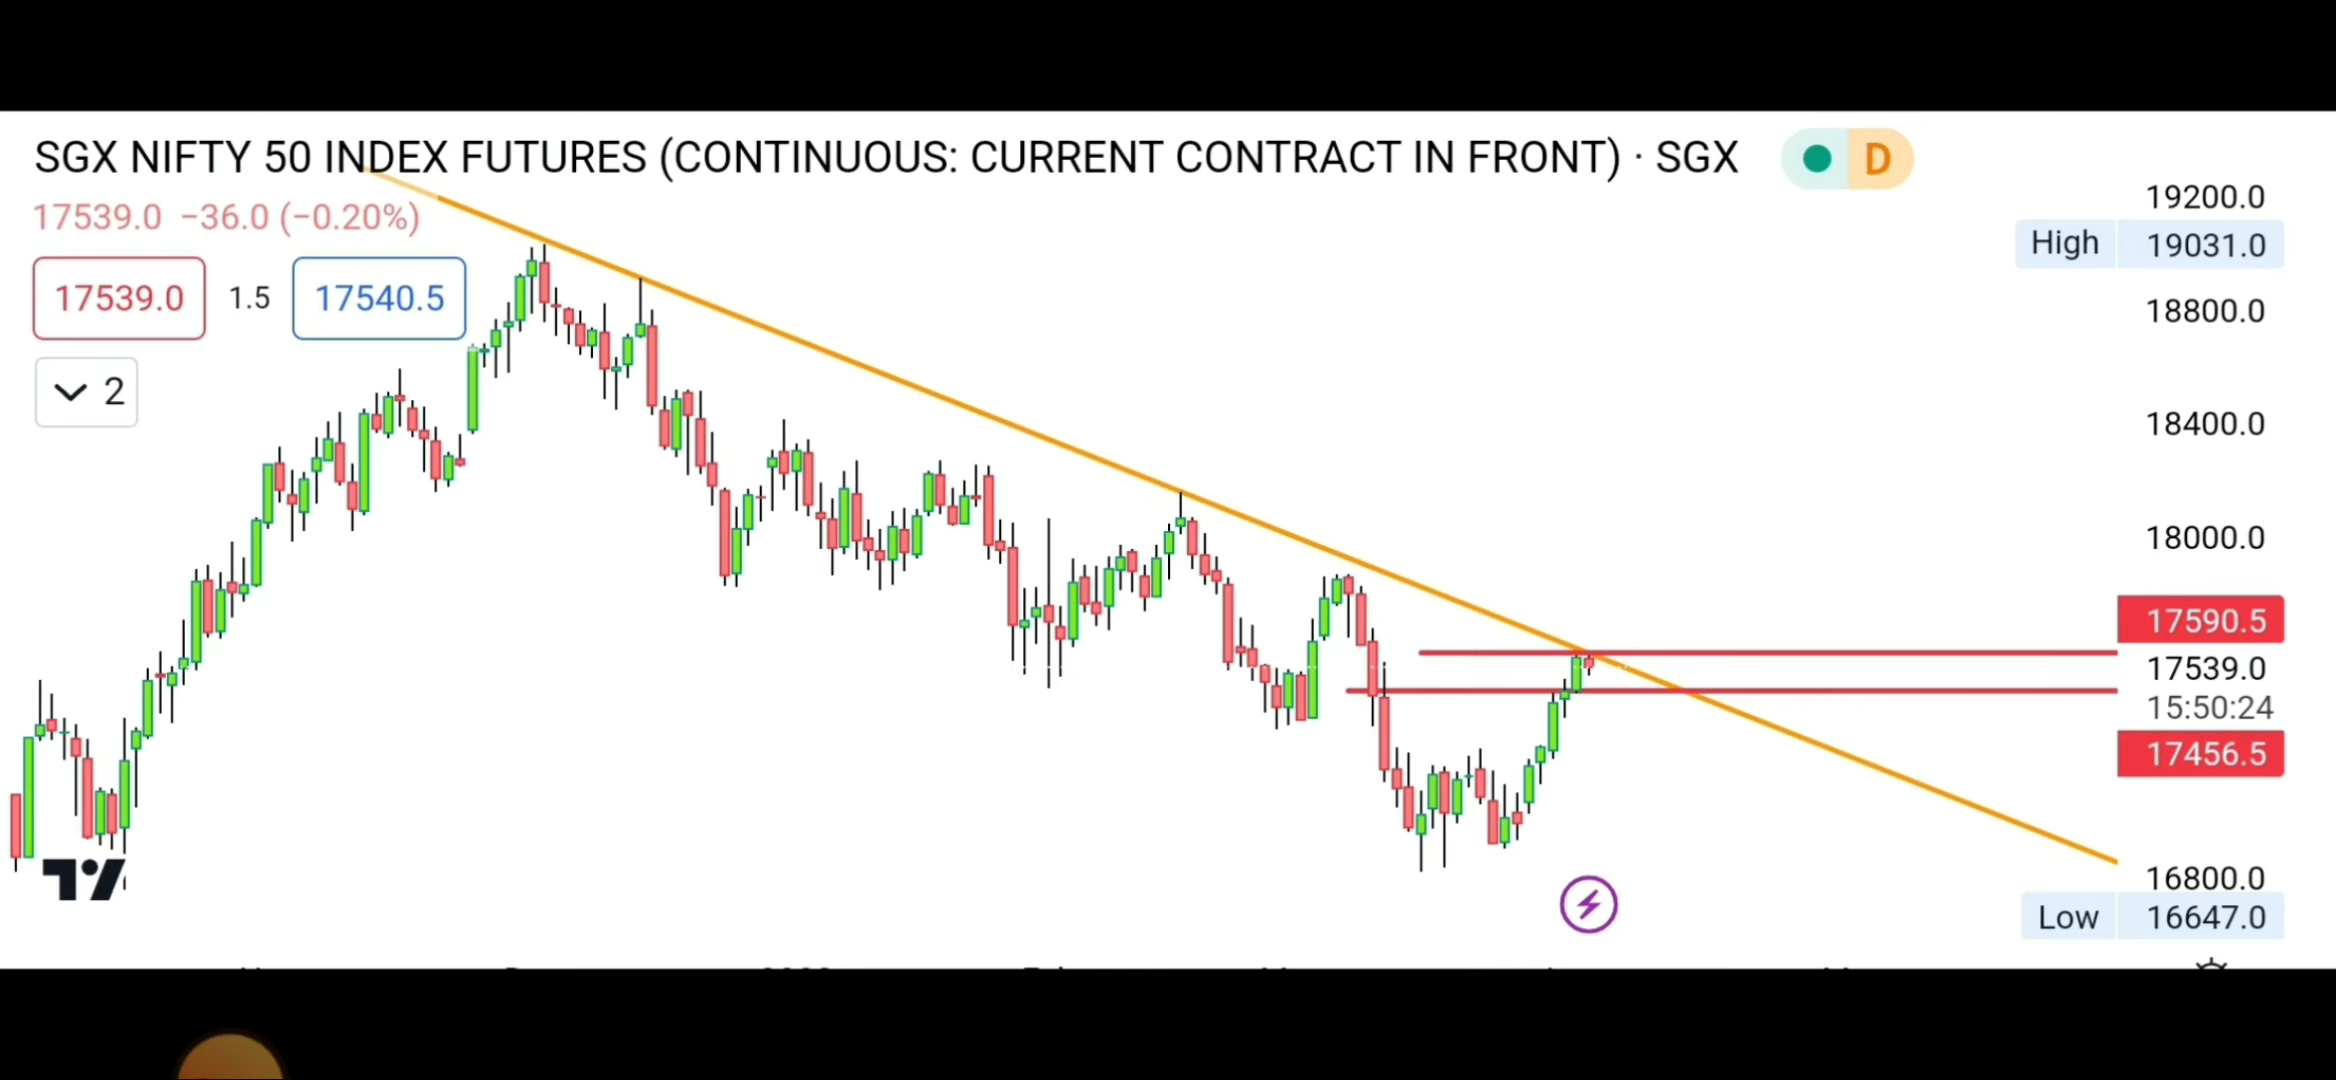 SGX NIFTY 50 INDEX FUTURES (CONTINUOUS: CURRENT CONTRACT IN FRONT) · SGX D
17539.0 −36.0 (−0.20%)
17539.0 1.5 17540.5
2
19200.0
High 19031.0
18800.0
18400.0
18000.0
17590.5
17539.0
15:50:24
17456.5
16800.0
Low 16647.0